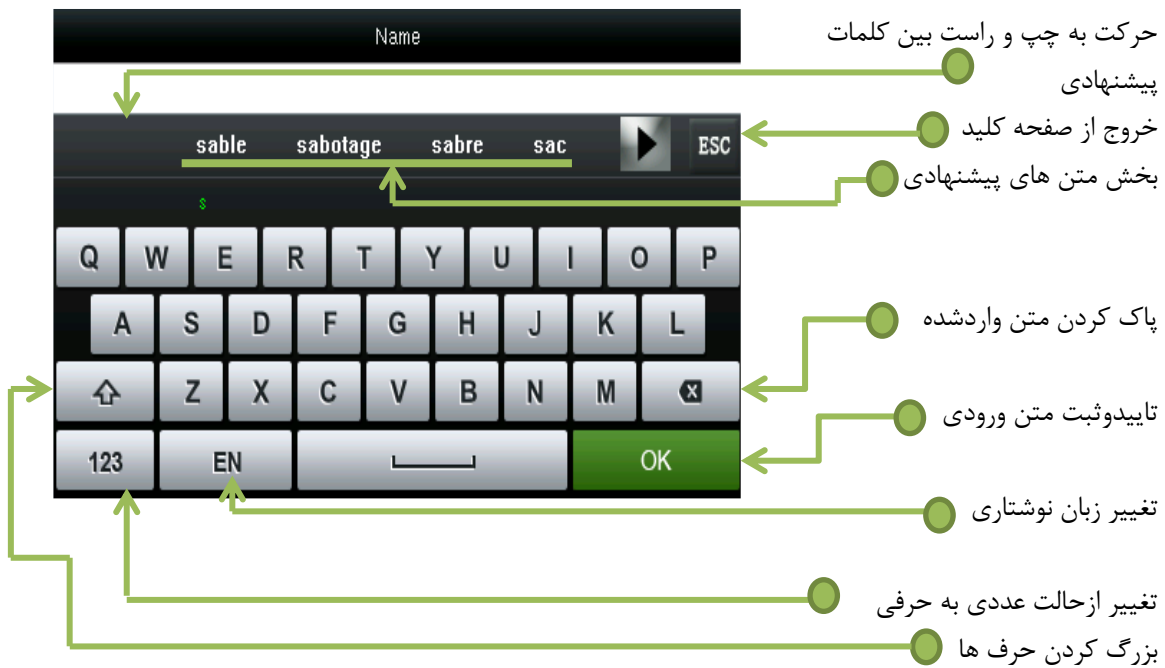 Name
حرکت به چپ و راست بین کلمات
پیشنهادی
sable sabotage sabre sac ESC
خروج از صفحه کلید
بخش متن های پیشنهادی
s
Q W E R T Y U I O P
A S D F G H J K L
پاک کردن متن واردشده
Z X C V B N M
تاییدوثبت متن ورودی
123 EN OK
تغییر زبان نوشتاری
تغییر ازحالت عددی به حرفی
بزرگ کردن حرف ها